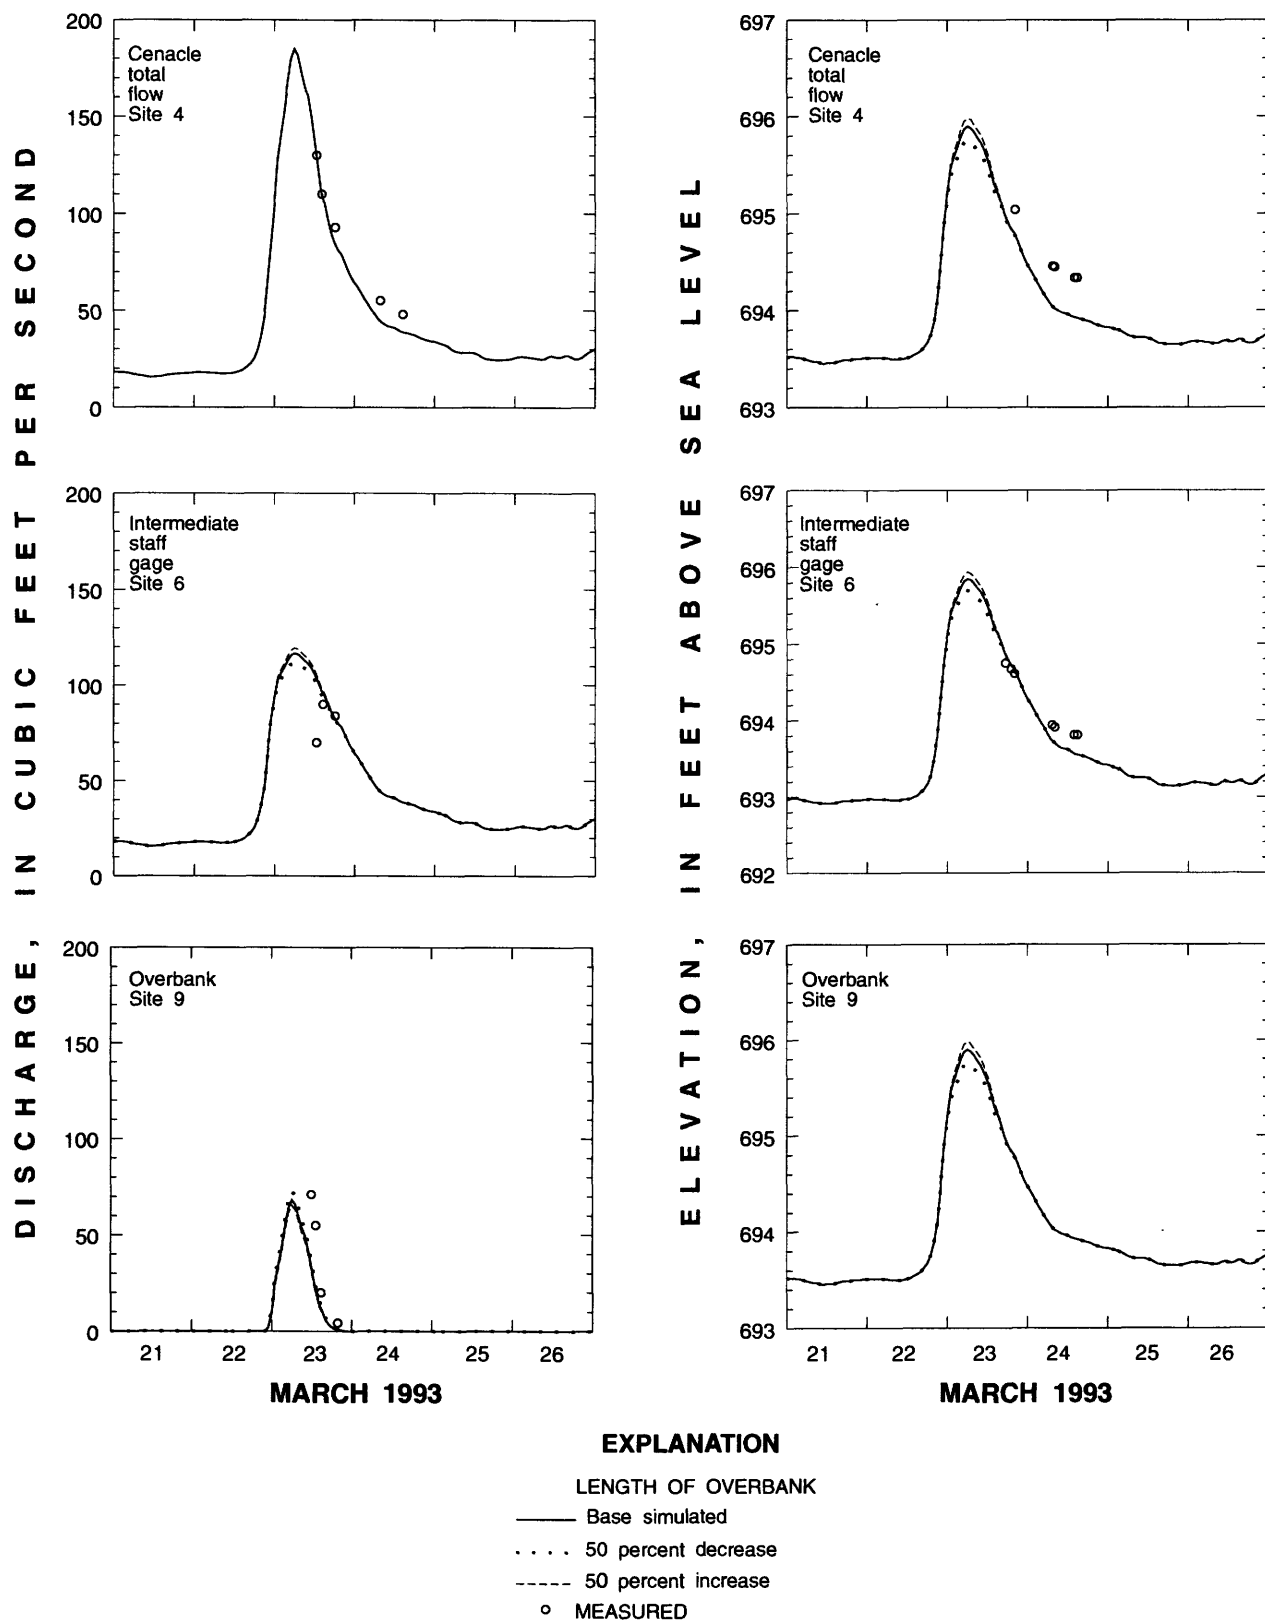 DISCHARGE, IN CUBIC FEET PER SECOND
200
150
100
50
0
Cenacle
total
flow
Site 4
200
150
100
50
0
Intermediate
staff
gage
Site 6
200
150
100
50
0
Overbank
Site 9
21 22 23 24 25 26
MARCH 1993
ELEVATION, IN FEET ABOVE SEA LEVEL
697
696
695
694
693
Cenacle
total
flow
Site 4
697
696
695
694
693
692
Intermediate
staff
gage
Site 6
697
696
695
694
693
Overbank
Site 9
21 22 23 24 25 26
MARCH 1993
EXPLANATION
LENGTH OF OVERBANK
Base simulated
50 percent decrease
50 percent increase
MEASURED